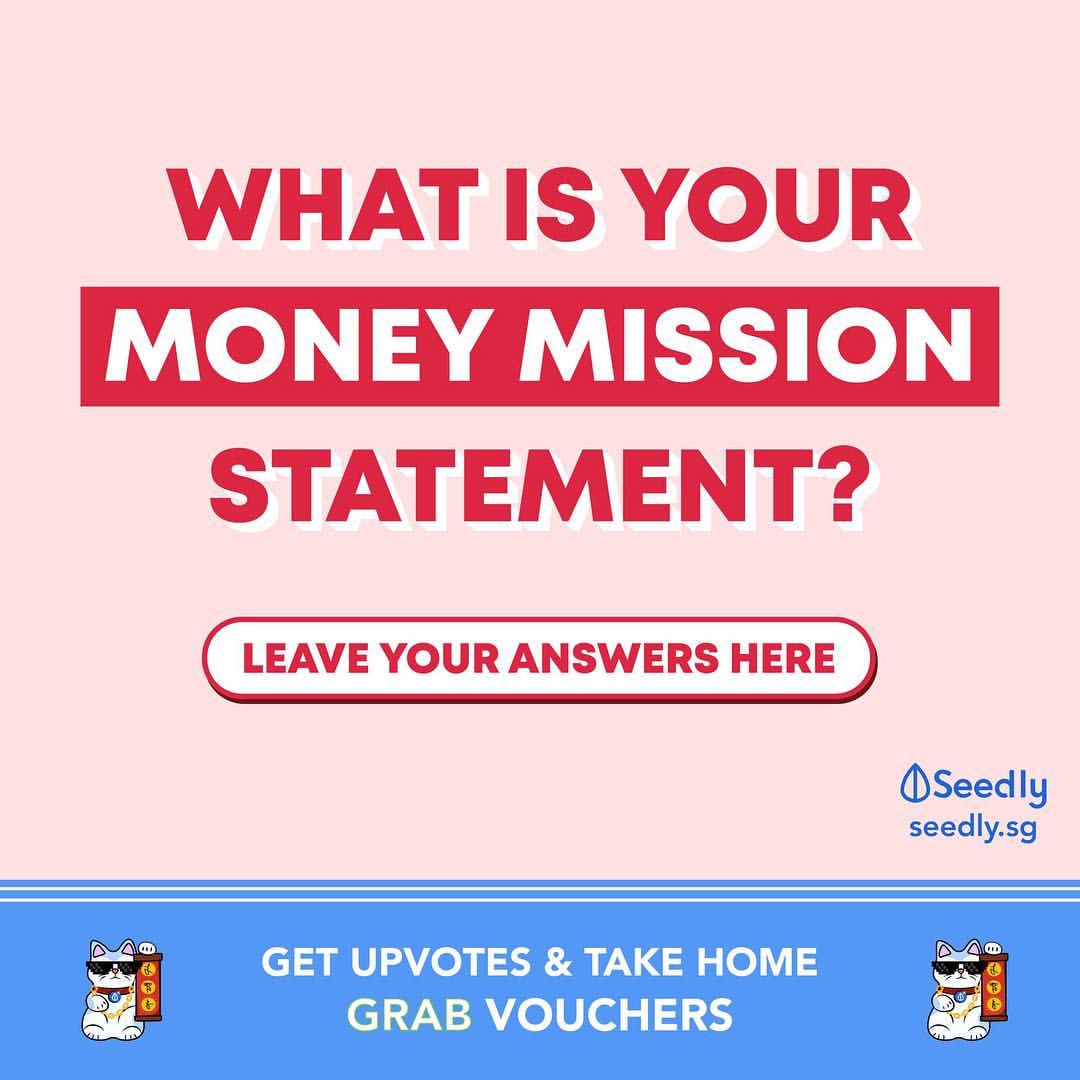 WHAT IS YOUR
MONEY MISSION
STATEMENT?
LEAVE YOUR ANSWERS HERE
Seedly
seedly.sg
GET UPVOTES & TAKE HOME
GRAB VOUCHERS